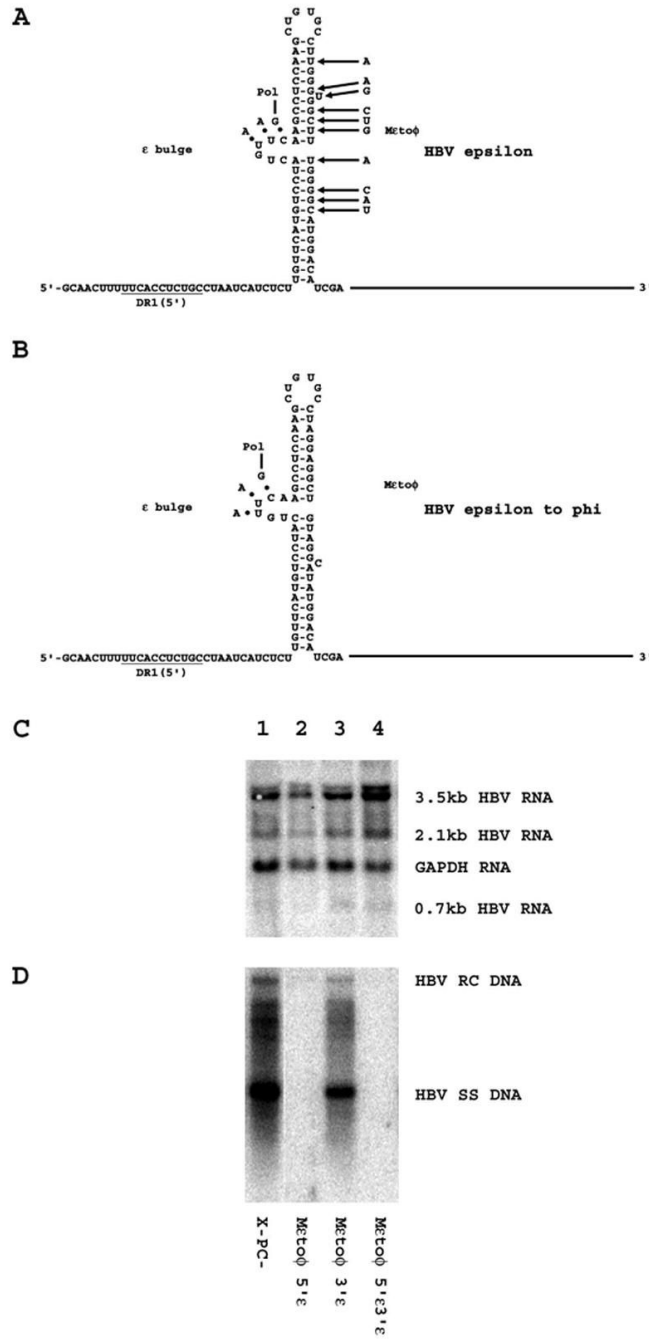 A
G
U U
C G
G C
G-C
A-U
A-U A
C-G
C-G A
U-G U G
C-G C
C-G U
G-C G
A-U
A-U
Pol
G
A
A
C
U
U
G
U
C
ε bulge
Mεtoϕ
HBV epsilon
A-U A
U-G
C-G
C-G C
U-G A
G-C U
U-A
A-U
C-G
U-G
U-A
G-C
U-A
5'-GCAACUUUUUCACCUCUGCCUAAUCAUCUCU UCGA 3'
DR1(5')
B
Pol
ε bulge
Mεtoϕ
HBV epsilon to phi
5'-GCAACUUUUUCACCUCUGCCUAAUCAUCUCU UCGA 3'
DR1(5')
C
1 2 3 4
3.5kb HBV RNA
2.1kb HBV RNA
GAPDH RNA
0.7kb HBV RNA
D
HBV RC DNA
HBV SS DNA
X-PC-
Mεtoϕ 5'ε
Mεtoϕ 3'ε
Mεtoϕ 5'ε3'ε